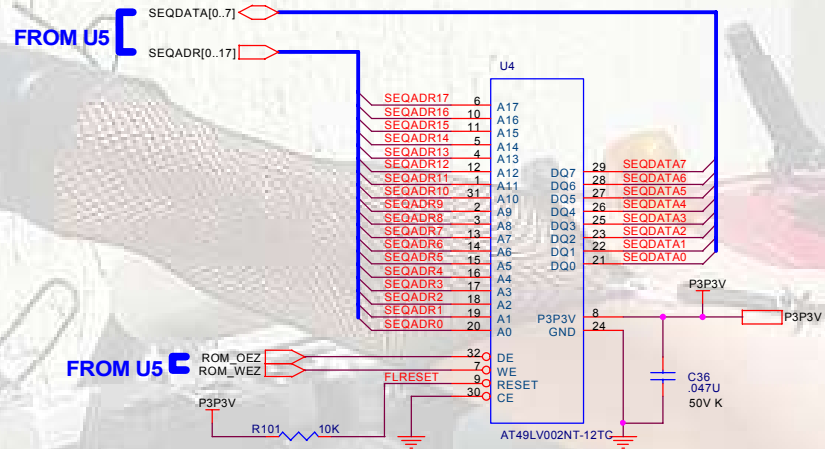 SEQDATA[0..7]
FROM U5
SEQADR[0..17]
U4
SEQADR17 6 A17
SEQADR16 10 A16
SEQADR15 11 A15
SEQADR14 5 A14
SEQADR13 4 A13
SEQADR12 12 A12 DQ7 29 SEQDATA7
SEQADR11 1 A11 DQ6 28 SEQDATA6
SEQADR10 31 A10 DQ5 27 SEQDATA5
SEQADR9 2 A9 DQ4 26 SEQDATA4
SEQADR8 3 A8 DQ3 25 SEQDATA3
SEQADR7 13 A7 DQ2 23 SEQDATA2
SEQADR6 14 A6 DQ1 22 SEQDATA1
SEQADR5 15 A5 DQ0 21 SEQDATA0
SEQADR4 16 A4
SEQADR3 17 A3
SEQADR2 18 A2 P3P3V
SEQADR1 19 A1 P3P3V 8 P3P3V
SEQADR0 20 A0 GND 24
FROM U5
ROM_OEZ 32 DE
ROM_WEZ 7 WE
FLRESET 9 RESET
30 CE
C36
.047U
50V K
P3P3V
R101 10K
AT49LV002NT-12TC